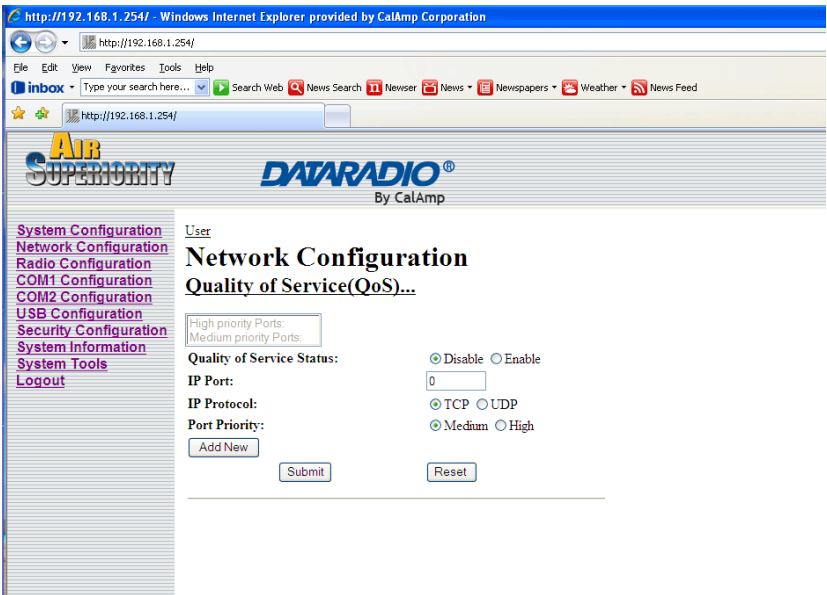 http://192.168.1.254/ - Windows Internet Explorer provided by CalAmp Corporation
http://192.168.1.254/
File Edit View Favorites Tools Help
inbox Type your search here... Search Web News Search Newser News Newspapers Weather News Feed
http://192.168.1.254/
AIR SUPERIORITY
DATARADIO®
By CalAmp
System Configuration
Network Configuration
Radio Configuration
COM1 Configuration
COM2 Configuration
USB Configuration
Security Configuration
System Information
System Tools
Logout
User
Network Configuration
Quality of Service(QoS)...
High priority Ports:
Medium priority Ports:
Quality of Service Status: Disable Enable
IP Port: 0
IP Protocol: TCP UDP
Port Priority: Medium High
Add New
Submit Reset